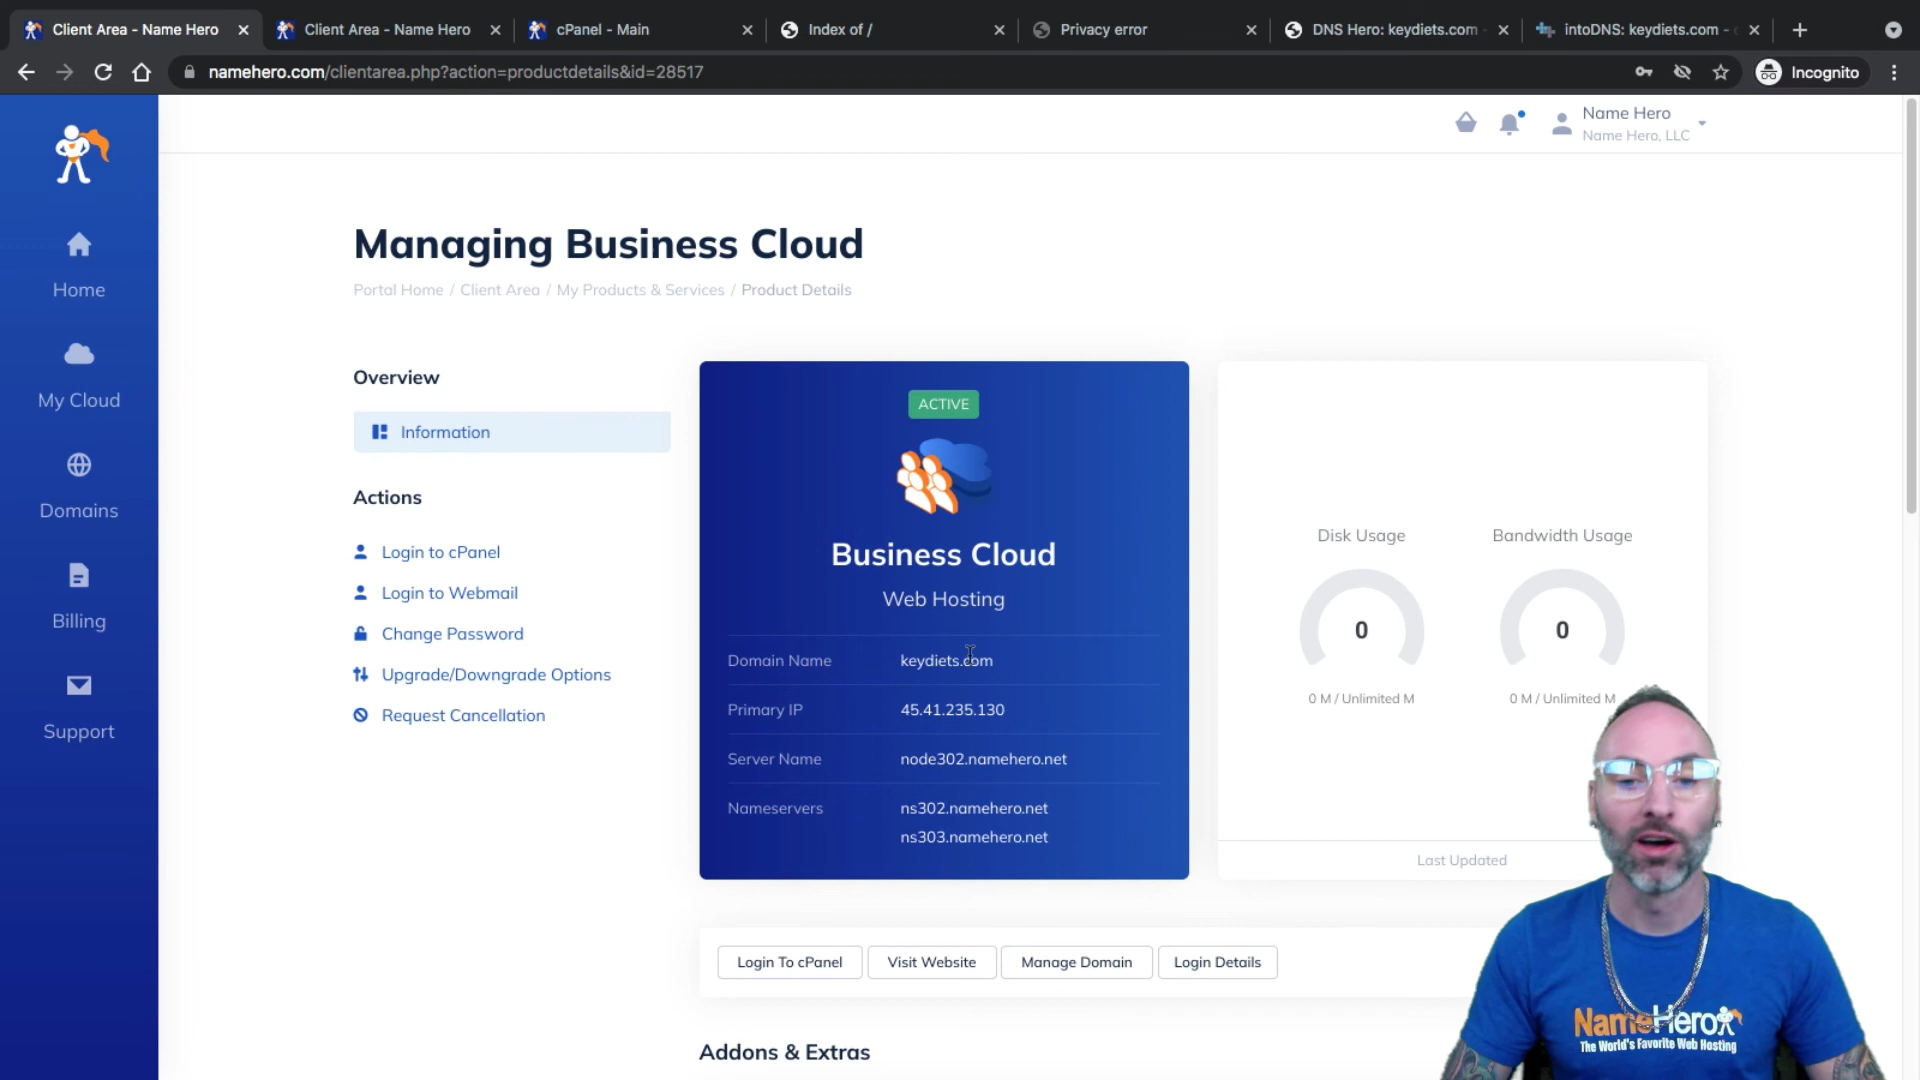 Client Area - Name Hero
Client Area - Name Hero
cPanel - Main
Index of /
Privacy error
DNS Hero: keydiets.com
intoDNS: keydiets.com -
namehero.com/clientarea.php?action=productdetails&id=28517
Incognito
Name Hero
Name Hero, LLC
Home
My Cloud
Domains
Billing
Support
Managing Business Cloud
Portal Home / Client Area / My Products & Services / Product Details
Overview
Information
Actions
Login to cPanel
Login to Webmail
Change Password
Upgrade/Downgrade Options
Request Cancellation
ACTIVE
Business Cloud
Web Hosting
Domain Name keydiets.com
Primary IP 45.41.235.130
Server Name node302.namehero.net
Nameservers ns302.namehero.net
ns303.namehero.net
Disk Usage
0
0 M / Unlimited M
Bandwidth Usage
0
0 M / Unlimited M
Last Updated
Login To cPanel
Visit Website
Manage Domain
Login Details
Addons & Extras
NameHero
The World's Favorite Web Hosting